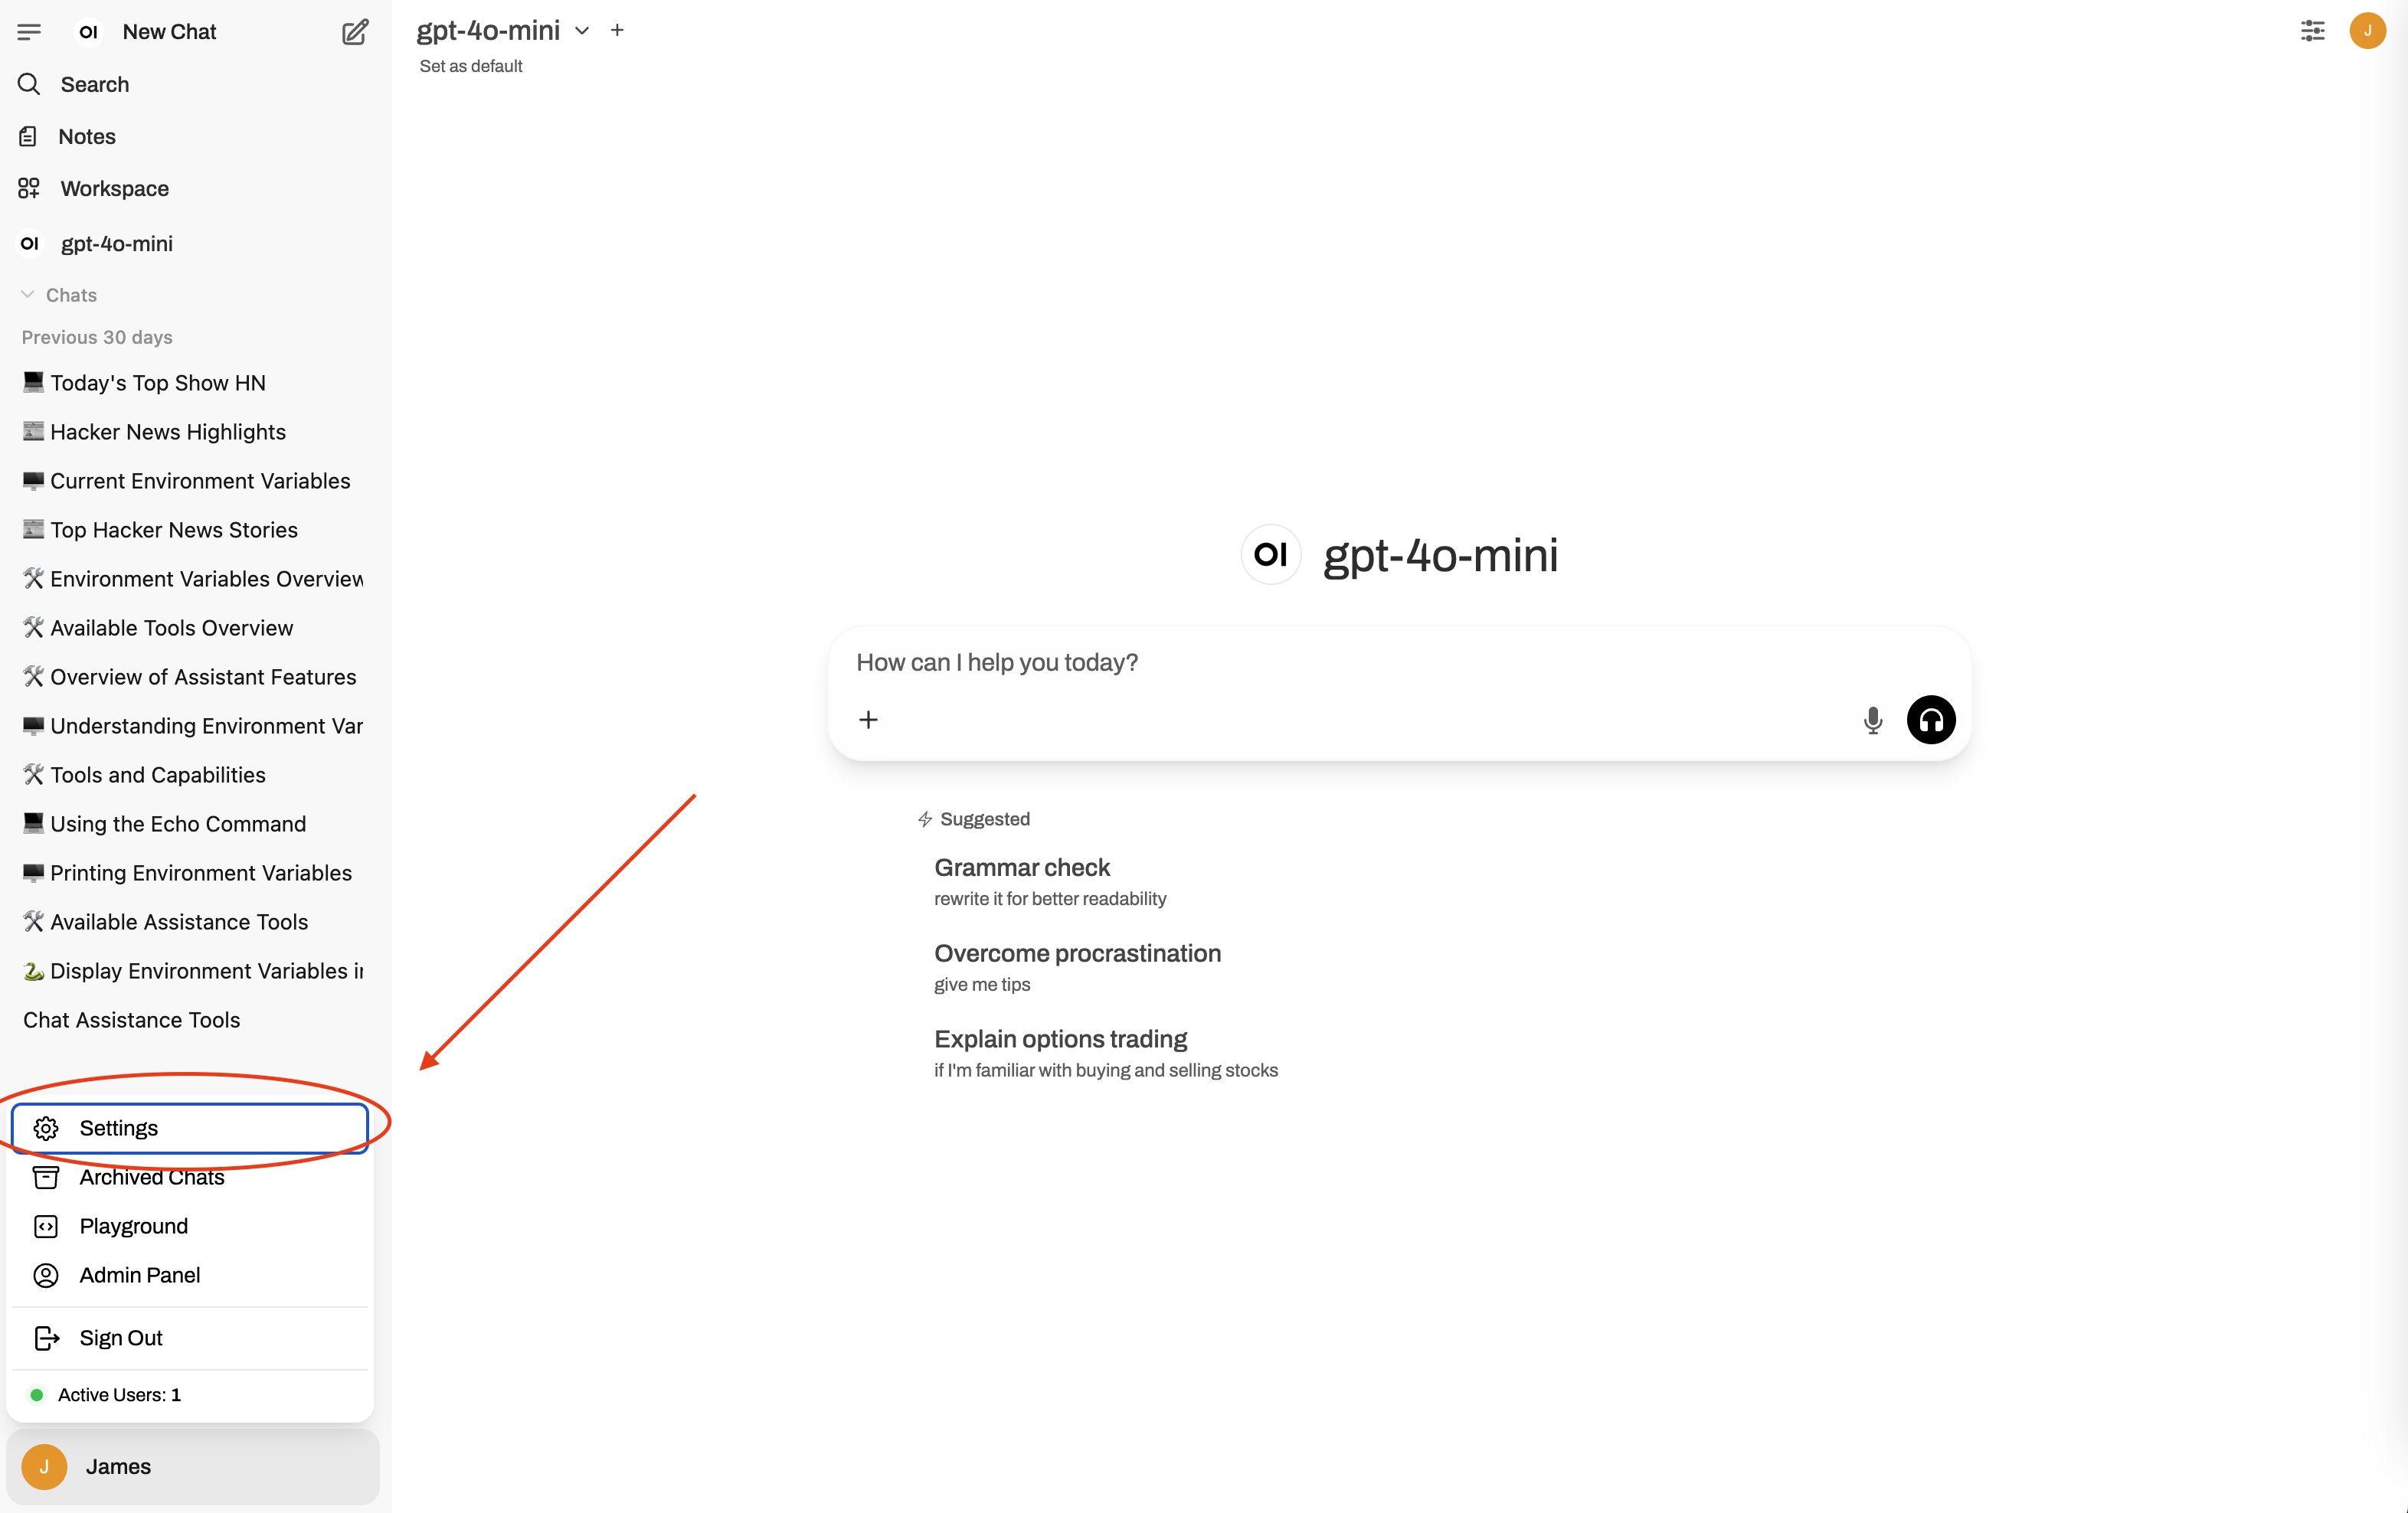 OI New Chat
Search
Notes
Workspace
OI gpt-4o-mini
Chats
Previous 30 days
Today's Top Show HN
Hacker News Highlights
Current Environment Variables
Top Hacker News Stories
Environment Variables Overview
Available Tools Overview
Overview of Assistant Features
Understanding Environment Var
Tools and Capabilities
Using the Echo Command
Printing Environment Variables
Available Assistance Tools
Display Environment Variables in
Chat Assistance Tools
Settings
Archived Chats
Playground
Admin Panel
Sign Out
Active Users: 1
J James
gpt-4o-mini
Set as default
J
OI gpt-4o-mini
How can I help you today?
Suggested
Grammar check
rewrite it for better readability
Overcome procrastination
give me tips
Explain options trading
if I'm familiar with buying and selling stocks